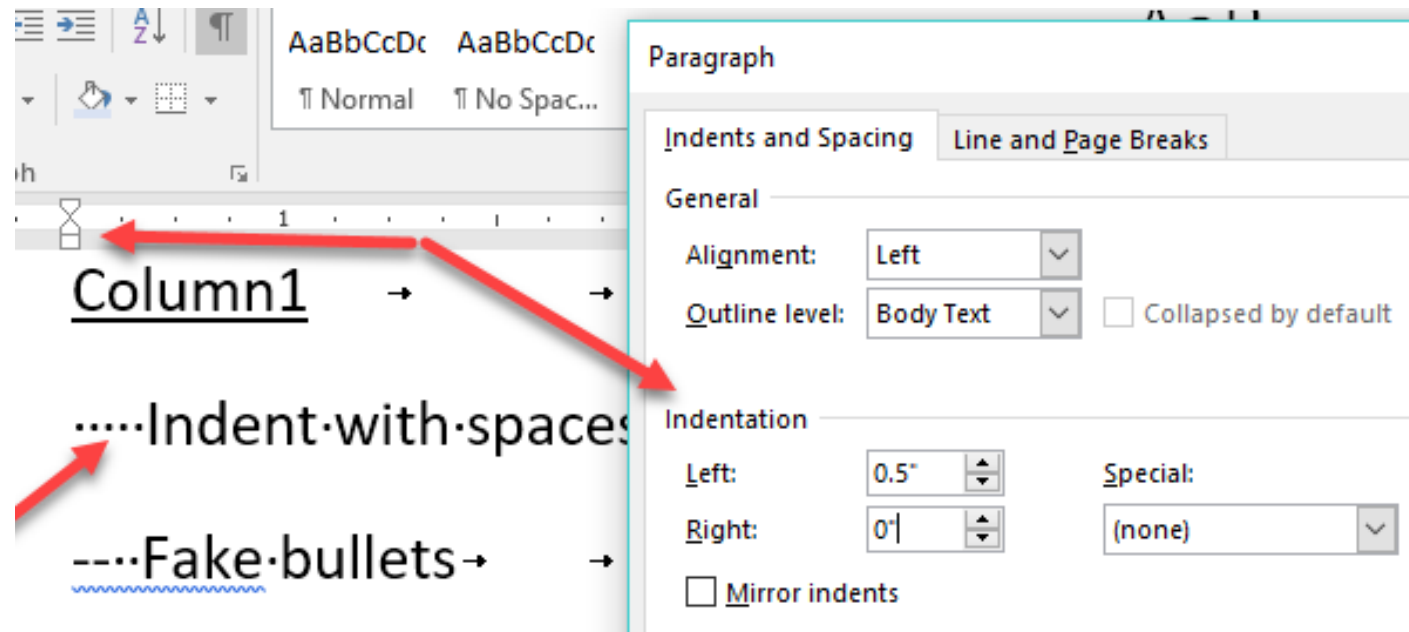 A
Z
¶
AaBbCcDc AaBbCcDc
¶ Normal ¶ No Spac...
1
Column1 → →
·····Indent·with·spaces
--··Fake·bullets→ →
Paragraph
Indents and Spacing
Line and Page Breaks
General
Alignment: Left
Outline level: Body Text
Collapsed by default
Indentation
Left: 0.5"
Special:
Right: 0"
(none)
Mirror indents